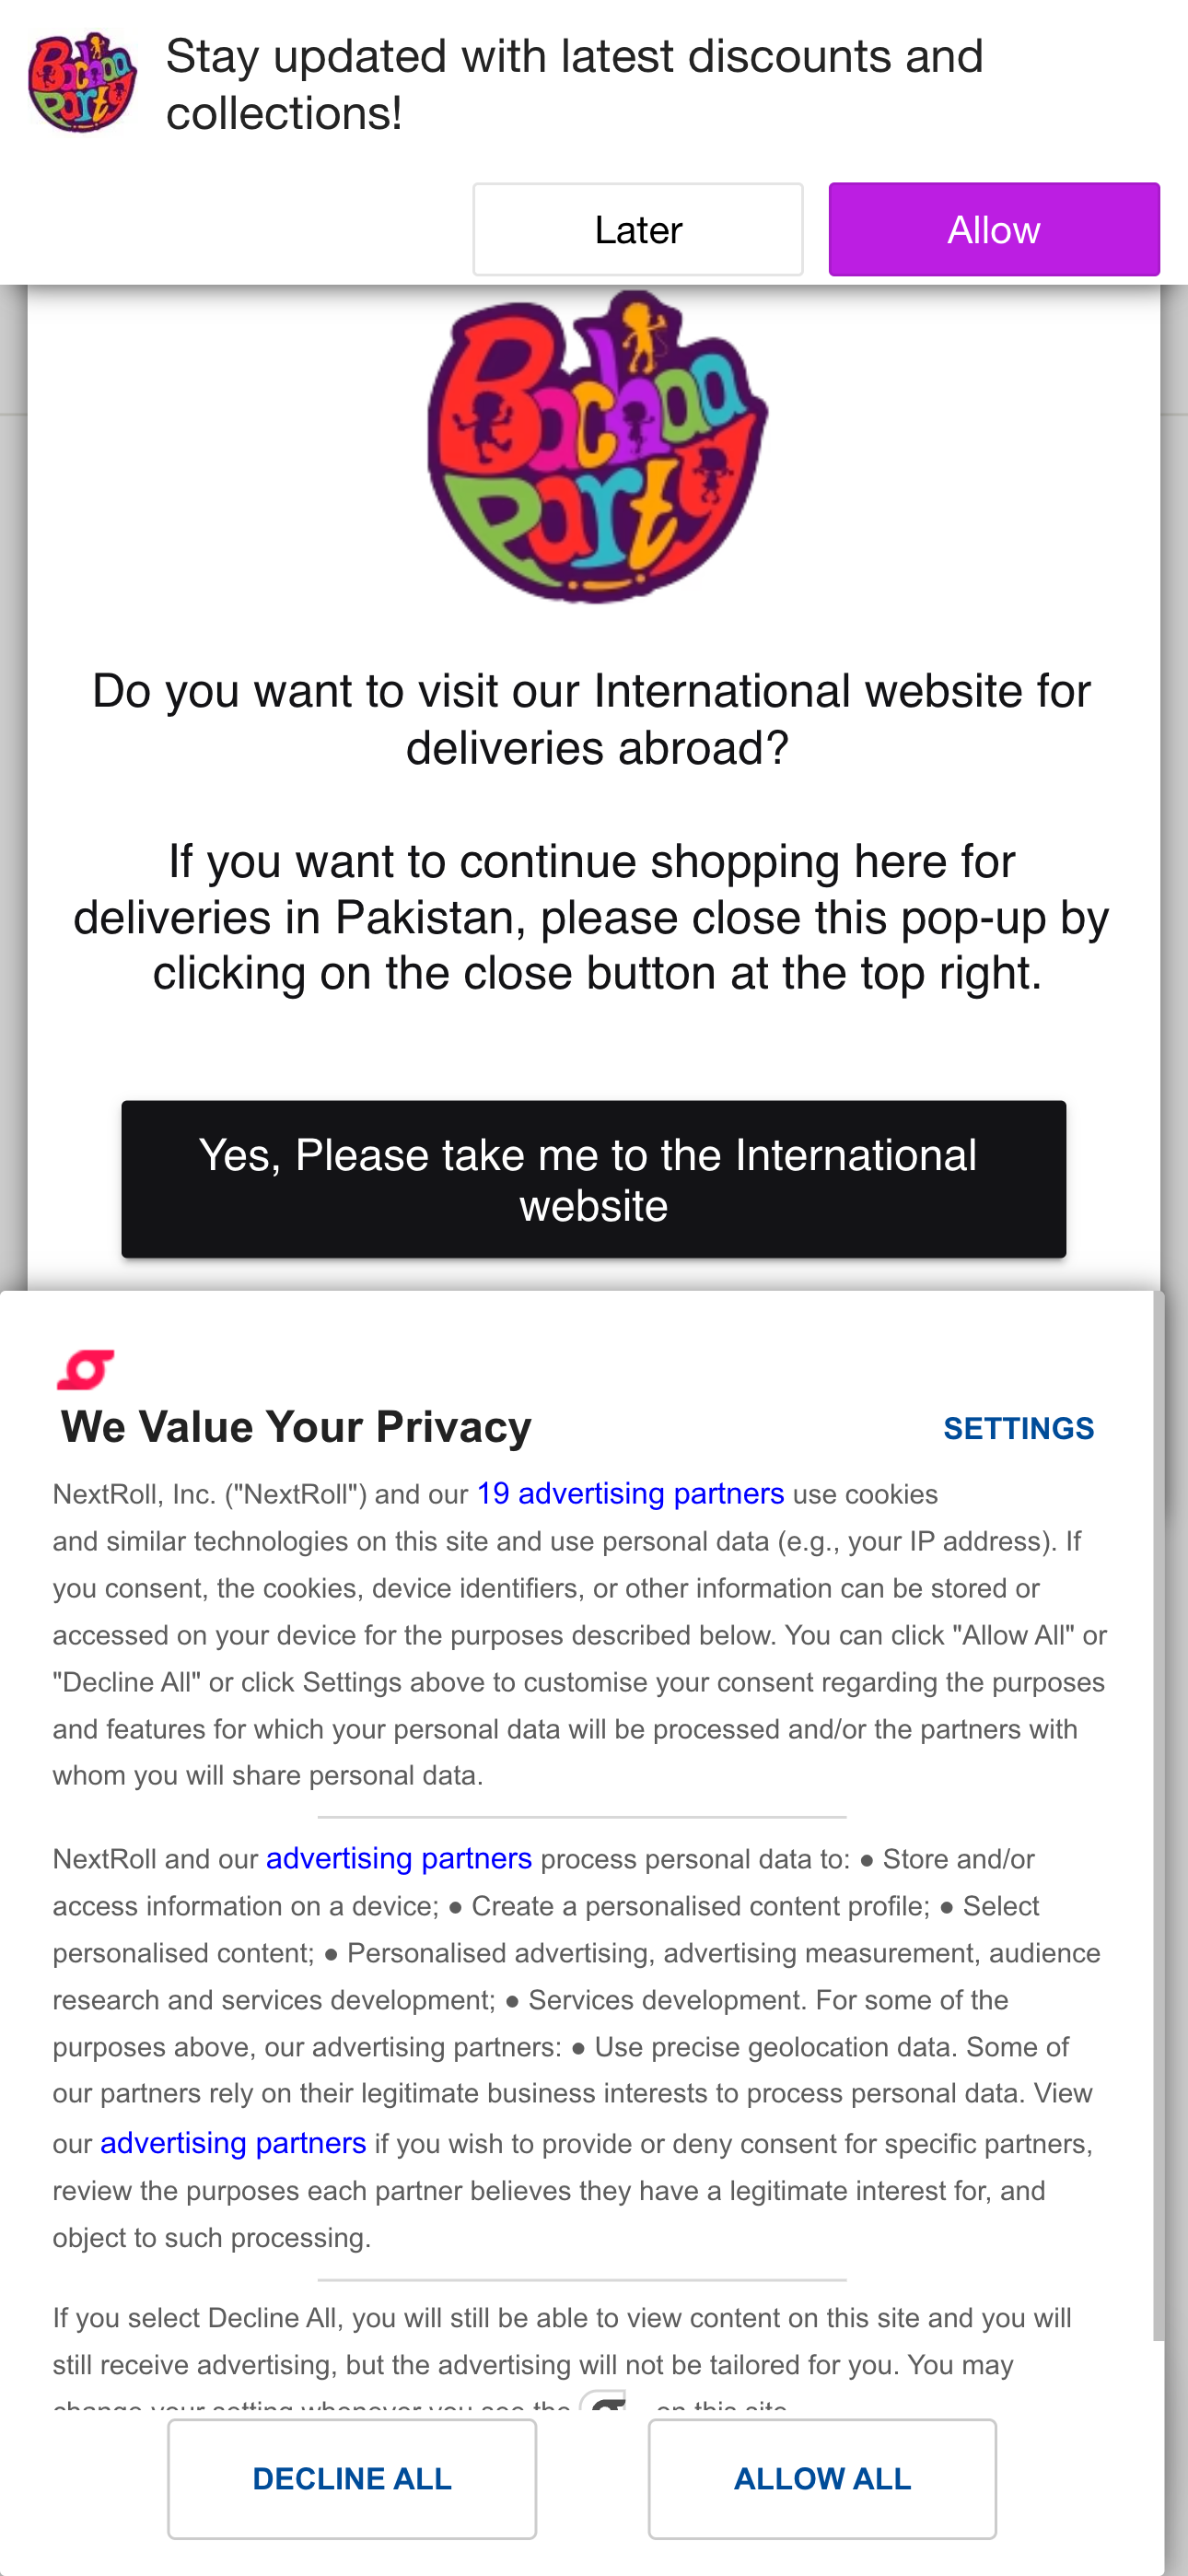 Bachaa
Party
Stay updated with latest discounts and
collections!
Later
Allow
Bachaa
Party
Do you want to visit our International website for
deliveries abroad?
If you want to continue shopping here for
deliveries in Pakistan, please close this pop-up by
clicking on the close button at the top right.
Yes, Please take me to the International
website
We Value Your Privacy
SETTINGS
NextRoll, Inc. ("NextRoll") and our 19 advertising partners use cookies
and similar technologies on this site and use personal data (e.g., your IP address). If
you consent, the cookies, device identifiers, or other information can be stored or
accessed on your device for the purposes described below. You can click "Allow All" or
"Decline All" or click Settings above to customise your consent regarding the purposes
and features for which your personal data will be processed and/or the partners with
whom you will share personal data.
NextRoll and our advertising partners process personal data to: ● Store and/or
access information on a device; ● Create a personalised content profile; ● Select
personalised content; ● Personalised advertising, advertising measurement, audience
research and services development; ● Services development. For some of the
purposes above, our advertising partners: ● Use precise geolocation data. Some of
our partners rely on their legitimate business interests to process personal data. View
our advertising partners if you wish to provide or deny consent for specific partners,
review the purposes each partner believes they have a legitimate interest for, and
object to such processing.
If you select Decline All, you will still be able to view content on this site and you will
still receive advertising, but the advertising will not be tailored for you. You may
change your setting whenever you see the on this site
DECLINE ALL
ALLOW ALL